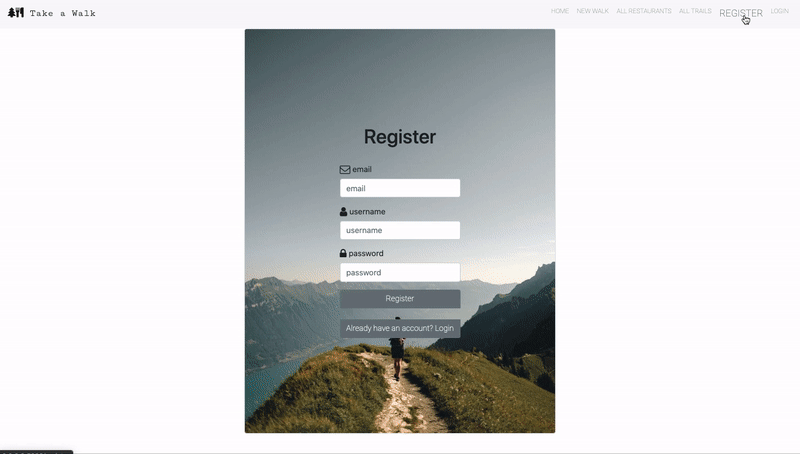 Take a Walk
HOME NEW WALK ALL RESTAURANTS ALL TRAILS REGISTER LOGIN
Register
email
email
username
username
password
password
Register
Already have an account? Login